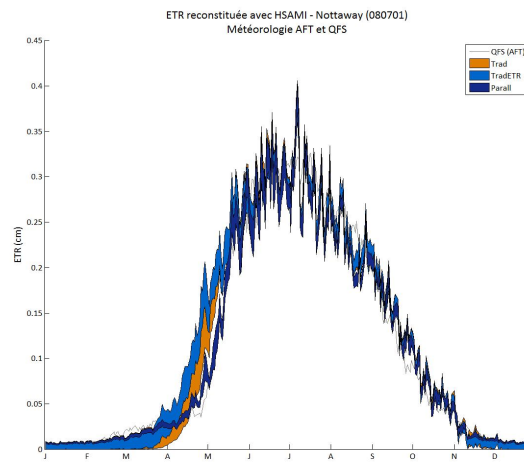 ETR reconstituée avec HSAMI - Nottaway (080701)
Météorologie AFT et QFS
QFS (AFT)
Trad
TradETR
Parall
ETR (cm)
0.45
0.4
0.35
0.3
0.25
0.2
0.15
0.1
0.05
0
J F M A M J J A S O N D